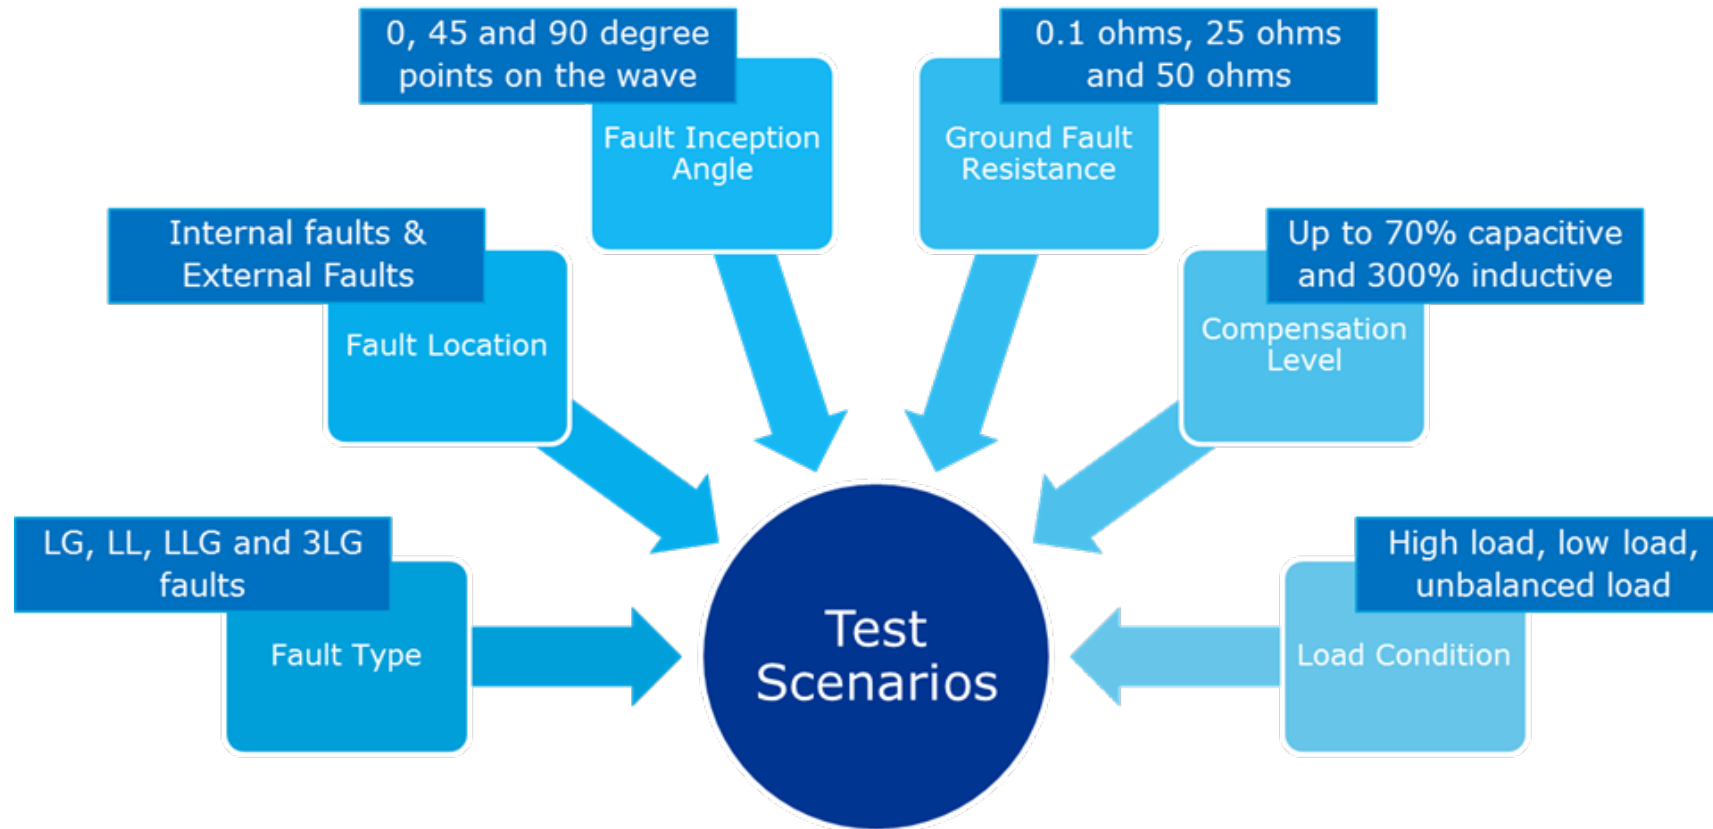 0, 45 and 90 degree
points on the wave
Fault Inception
Angle
0.1 ohms, 25 ohms
and 50 ohms
Ground Fault
Resistance
Internal faults &
External Faults
Fault Location
Up to 70% capacitive
and 300% inductive
Compensation
Level
LG, LL, LLG and 3LG
faults
Fault Type
High load, low load,
unbalanced load
Load Condition
Test
Scenarios